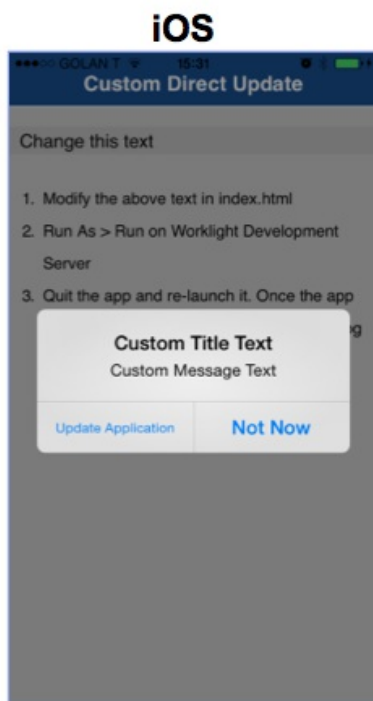 iOS
GOLAN T 15:31
Custom Direct Update
Change this text
1. Modify the above text in index.html
2. Run As > Run on Worklight Development
Server
3. Quit the app and re-launch it. Once the app
Custom Title Text
Custom Message Text
Update Application Not Now